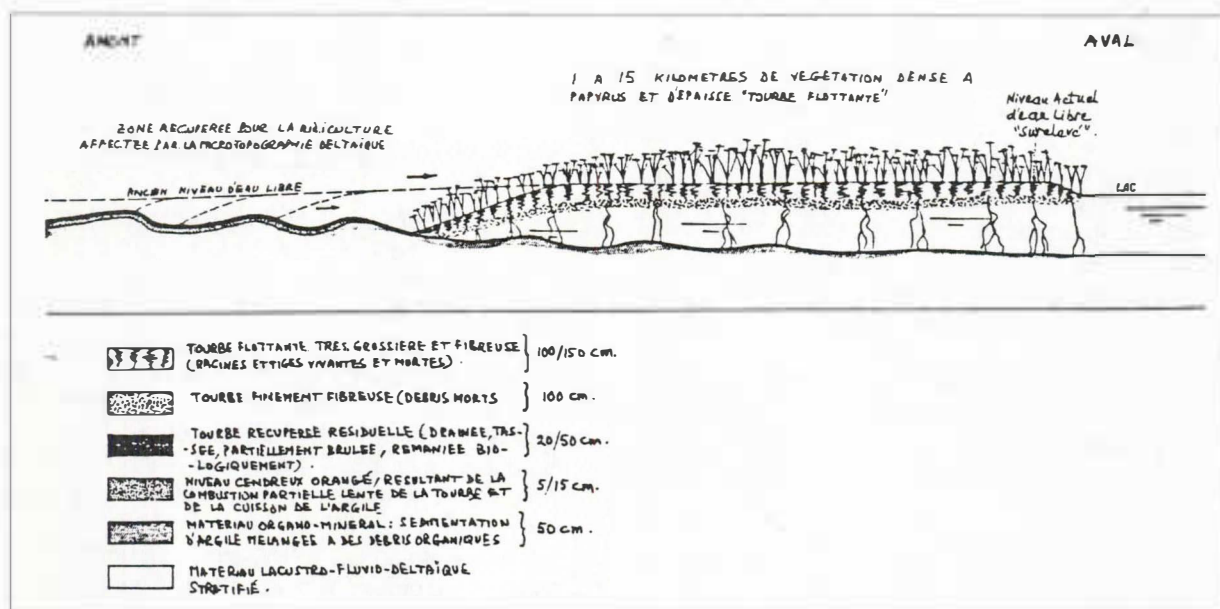 AMONT
AVAL
1 A 15 KILOMETRES DE VEGETATION DENSE A
PAPYRUS ET D'EPAISSE "TOURBE FLOTTANTE"
Niveau Actuel
d'eau Libre
"Surelevé".
ZONE RECUPEREE POUR LA RIZICULTURE
AFFECTEE PAR LA MICROTOPOGRAPHIE DELTAÏQUE
ANCIEN NIVEAU D'EAU LIBRE
LAC
TOURBE FLOTTANTE TRES GROSSIERE ET FIBREUSE
(RACINES ET TIGES VIVANTES ET MORTES).
100/150 cm.
TOURBE FINEMENT FIBREUSE (DEBRIS MORTS
100 cm.
TOURBE RECUPEREE RESIDUELLE (DRAINEE, TAS-
-SEE, PARTIELLEMENT BRULEE, REMANIEE BIO-
-LOGIQUEMENT).
20/50 cm.
NIVEAU CENDREUX ORANGÉ, RESULTANT DE LA
COMBUSTION PARTIELLE LENTE DE LA TOURBE ET
DE LA CUISSON DE L'ARGILE
5/15 cm.
MATERIAU ORGANO-MINERAL : SEDIMENTATION
D'ARGILE MELANGEE A DES DEBRIS ORGANIQUES
50 cm.
MATERIAU LACUSTRO-FLUVIO-DELTAÏQUE
STRATIFIÉ.